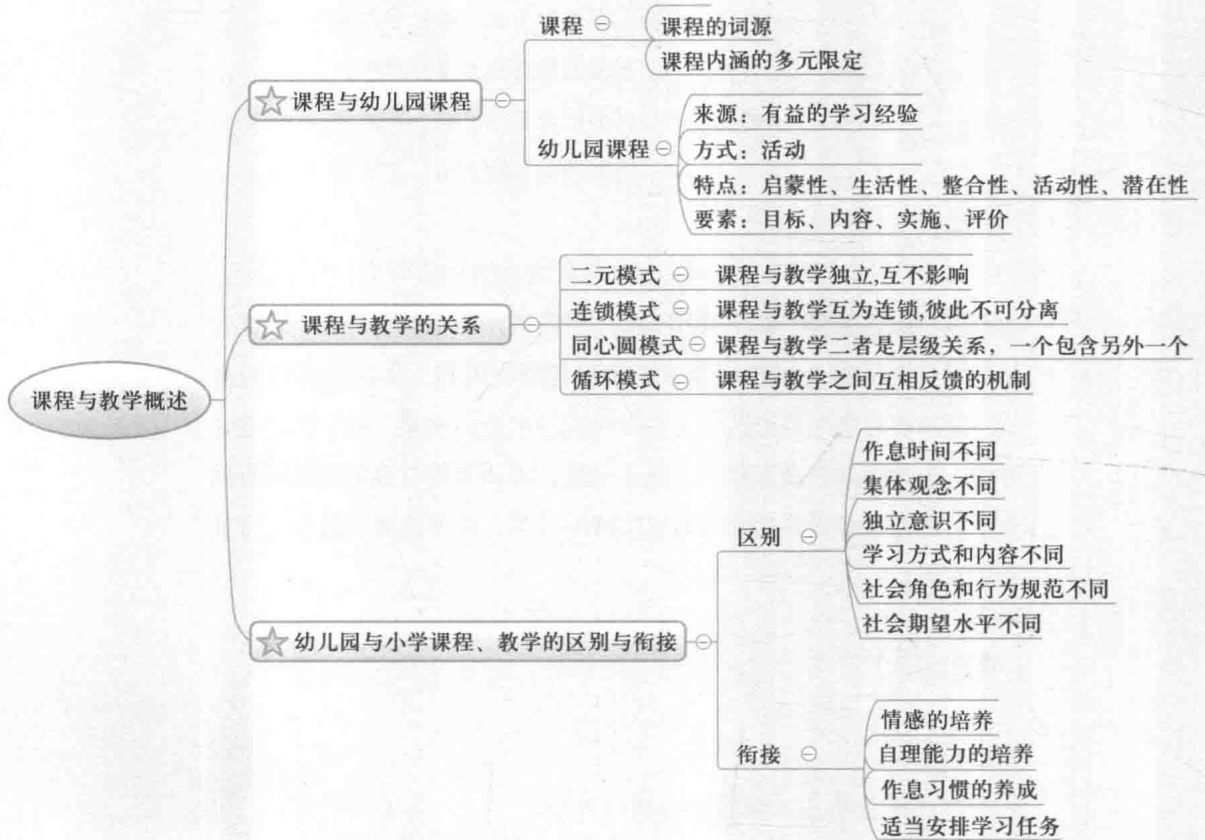 课程与教学概述
课程与幼儿园课程
课程
课程的词源
课程内涵的多元限定
幼儿园课程
来源：有益的学习经验
方式：活动
特点：启蒙性、生活性、整合性、活动性、潜在性
要素：目标、内容、实施、评价
课程与教学的关系
二元模式 课程与教学独立,互不影响
连锁模式 课程与教学互为连锁,彼此不可分离
同心圆模式 课程与教学二者是层级关系，一个包含另外一个
循环模式 课程与教学之间互相反馈的机制
幼儿园与小学课程、教学的区别与衔接
区别
作息时间不同
集体观念不同
独立意识不同
学习方式和内容不同
社会角色和行为规范不同
社会期望水平不同
衔接
情感的培养
自理能力的培养
作息习惯的养成
适当安排学习任务